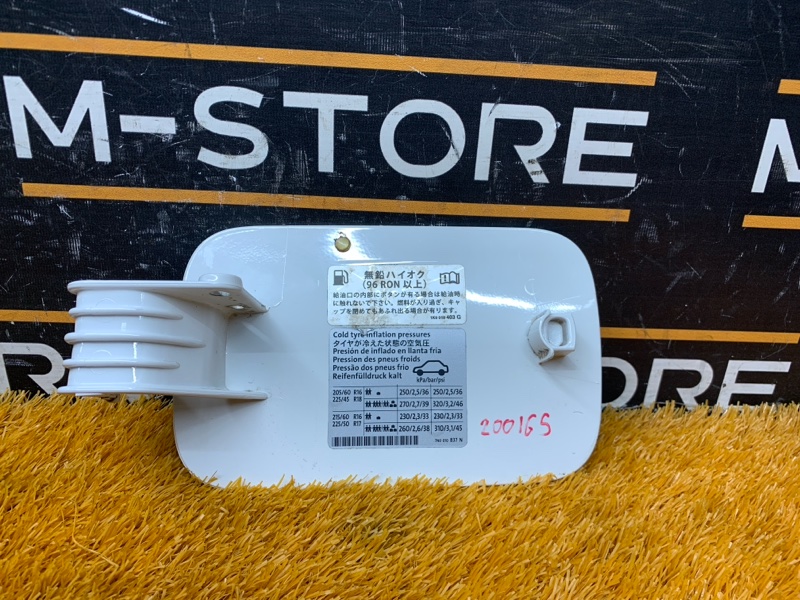 M-STORE
M
無鉛ハイオク
(96 RON 以上)
給油口の内部にボタンが有る場合は給油時
に触れないで下さい。燃料が入り過ぎ、キャ
ップを閉めてもあふれ出る場合が有ります。
403 G
Cold tyre inflation pressures
タイヤが冷えた状態の空気圧
Presión de inflado en llanta fría
Pression des pneus froids
Pressão dos pneus frio
Reifenfülldruck kalt
kPa/bar/psi
205/60 R16 250/2,5/36 250/2,5/36
225/45 R18 270/2,7/39 320/3,2/46
215/60 R16 230/2,3/33 230/2,3/33
225/50 R17 260/2,6/38 310/3,1/45
837 N
200165
ORE